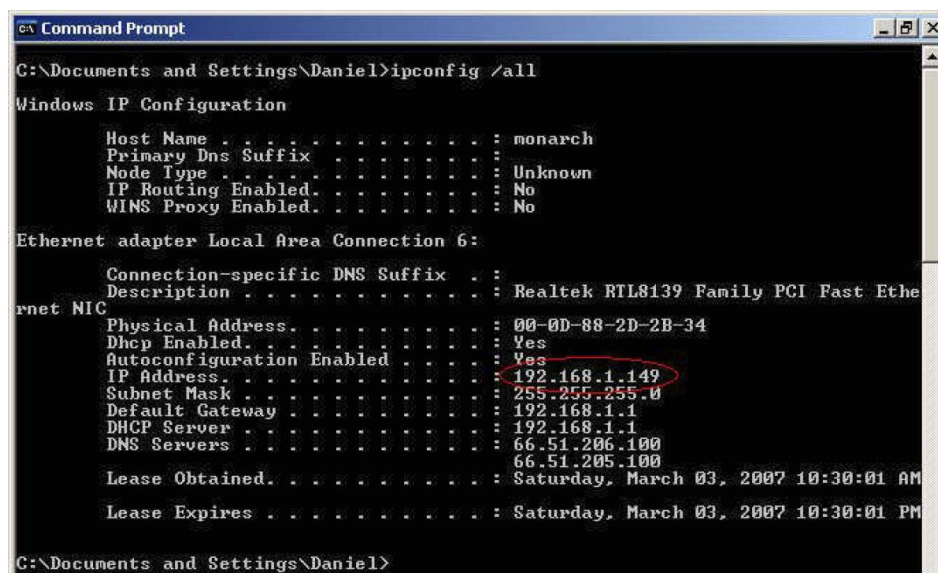 Command Prompt
C:\Documents and Settings\Daniel>ipconfig /all
Windows IP Configuration
Host Name . . . . . . . . . . . . : monarch
Primary Dns Suffix . . . . . . . :
Node Type . . . . . . . . . . . . : Unknown
IP Routing Enabled. . . . . . . . : No
WINS Proxy Enabled. . . . . . . . : No
Ethernet adapter Local Area Connection 6:
Connection-specific DNS Suffix . :
Description . . . . . . . . . . . : Realtek RTL8139 Family PCI Fast Ethe
rnet NIC
Physical Address. . . . . . . . . : 00-0D-88-2D-2B-34
Dhcp Enabled. . . . . . . . . . . : Yes
Autoconfiguration Enabled . . . . : Yes
IP Address. . . . . . . . . . . . : 192.168.1.149
Subnet Mask . . . . . . . . . . . : 255.255.255.0
Default Gateway . . . . . . . . . : 192.168.1.1
DHCP Server . . . . . . . . . . . : 192.168.1.1
DNS Servers . . . . . . . . . . . : 66.51.206.100
66.51.205.100
Lease Obtained. . . . . . . . . . : Saturday, March 03, 2007 10:30:01 AM
Lease Expires . . . . . . . . . . : Saturday, March 03, 2007 10:30:01 PM
C:\Documents and Settings\Daniel>